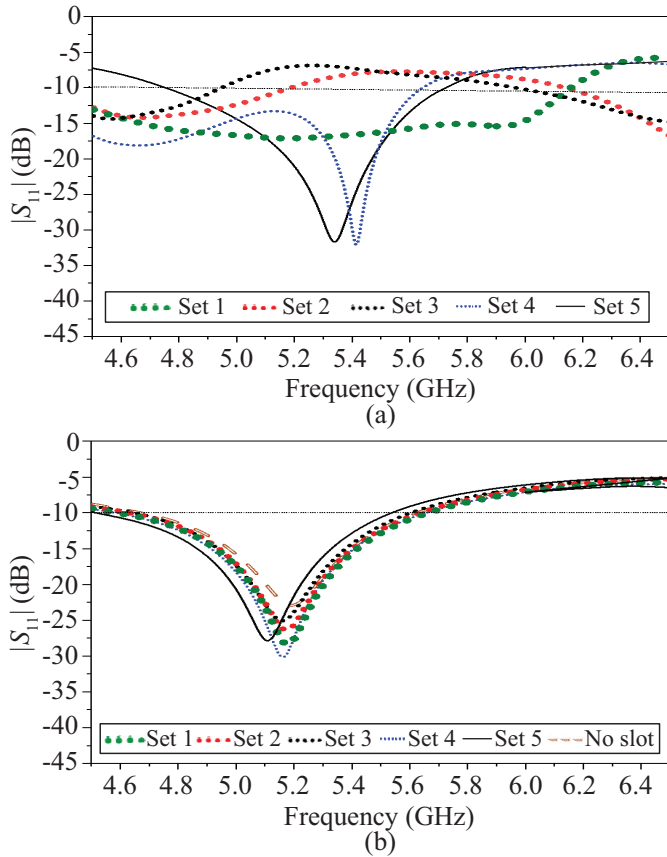 0
-5
-10
-15
-20
-25
-30
-35
-40
-45
|S11| (dB)
Set 1 Set 2 Set 3 Set 4 Set 5
4.6 4.8 5.0 5.2 5.4 5.6 5.8 6.0 6.2 6.4
Frequency (GHz)
(a)
0
-5
-10
-15
-20
-25
-30
-35
-40
-45
|S11| (dB)
Set 1 Set 2 Set 3 Set 4 Set 5 No slot
4.6 4.8 5.0 5.2 5.4 5.6 5.8 6.0 6.2 6.4
Frequency (GHz)
(b)